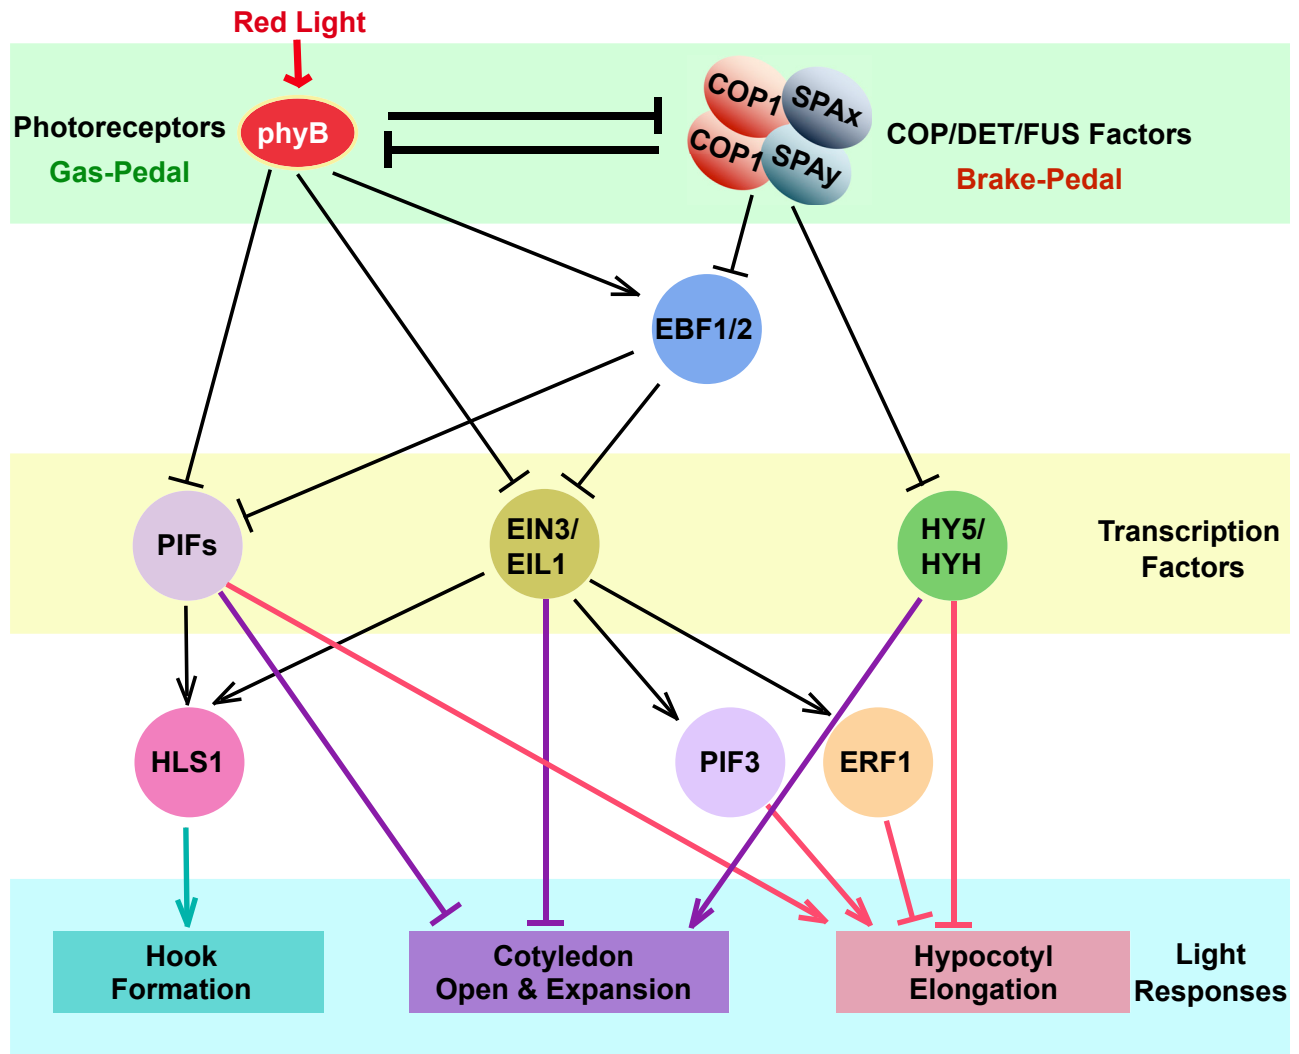 Red Light
Photoreceptors
Gas-Pedal
phyB
COP1
SPAx
COP1
SPAy
COP/DET/FUS Factors
Brake-Pedal
EBF1/2
PIFs
EIN3/
EIL1
HY5/
HYH
Transcription
Factors
HLS1
PIF3
ERF1
Hook
Formation
Cotyledon
Open & Expansion
Hypocotyl
Elongation
Light
Responses